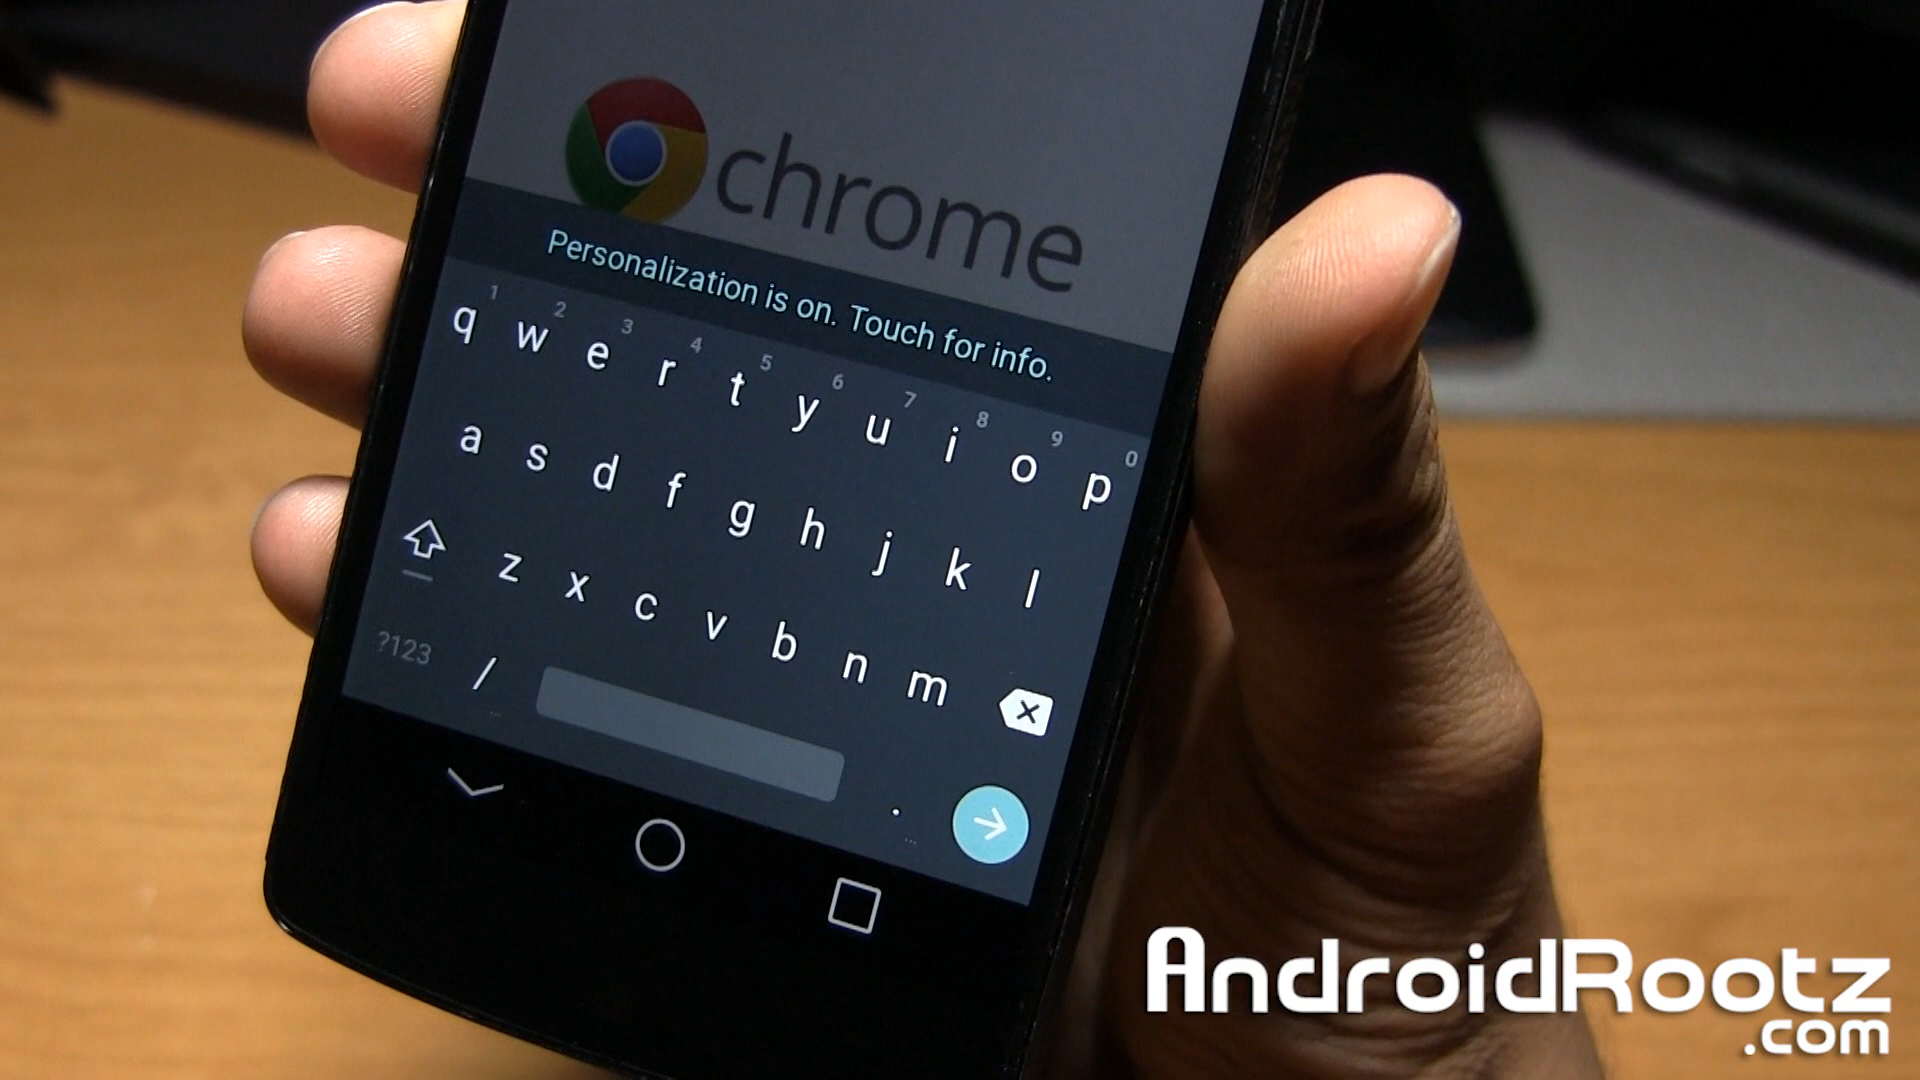 chrome
Personalization is on. Touch for info.
1 2 3 4 5 6 7 8 9 0
q w e r t y u i o p
a s d f g h j k l
z x c v b n m
?123 / .
AndroidRootz
.com